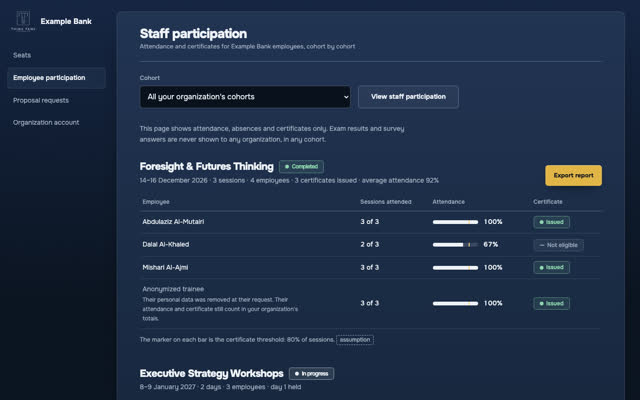 THINK FENI
Example Bank
Seats
Employee participation
Proposal requests
Organization account
Staff participation
Attendance and certificates for Example Bank employees, cohort by cohort
Cohort
All your organization's cohorts
View staff participation
This page shows attendance, absences and certificates only. Exam results and survey
answers are never shown to any organization, in any cohort.
Foresight & Futures Thinking
Completed
14–16 December 2026 · 3 sessions · 4 employees · 3 certificates issued · average attendance 92%
Export report
Employee Sessions attended Attendance Certificate
Abdulaziz Al-Mutairi 3 of 3 100% Issued
Dalal Al-Khaled 2 of 3 67% — Not eligible
Mishari Al-Ajmi 3 of 3 100% Issued
Anonymized trainee
Their personal data was removed at their request. Their
attendance and certificate still count in your organization's
totals.
3 of 3 100% Issued
The marker on each bar is the certificate threshold: 80% of sessions. assumption
Executive Strategy Workshops
In progress
8–9 January 2027 · 2 days · 3 employees · day 1 held